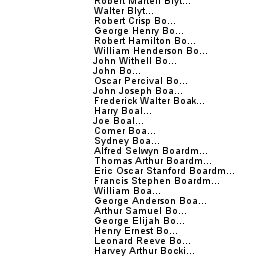 Robert Martell Blyt...
Walter Blyt...
Robert Crisp Bo...
George Henry Bo...
Robert Hamilton Bo...
William Henderson Bo...
John Withell Bo...
John Bo...
Oscar Percival Bo...
John Joseph Boa...
Frederick Walter Boak...
Harry Boal...
Joe Boal...
Comer Boa...
Sydney Boa...
Alfred Selwyn Boardm...
Thomas Arthur Boardm...
Eric Oscar Stanford Boardm...
Francis Stephen Boardm...
William Boa...
George Anderson Boa...
Arthur Samuel Bo...
George Elijah Bo...
Henry Ernest Bo...
Leonard Reeve Bo...
Harvey Arthur Bocki...